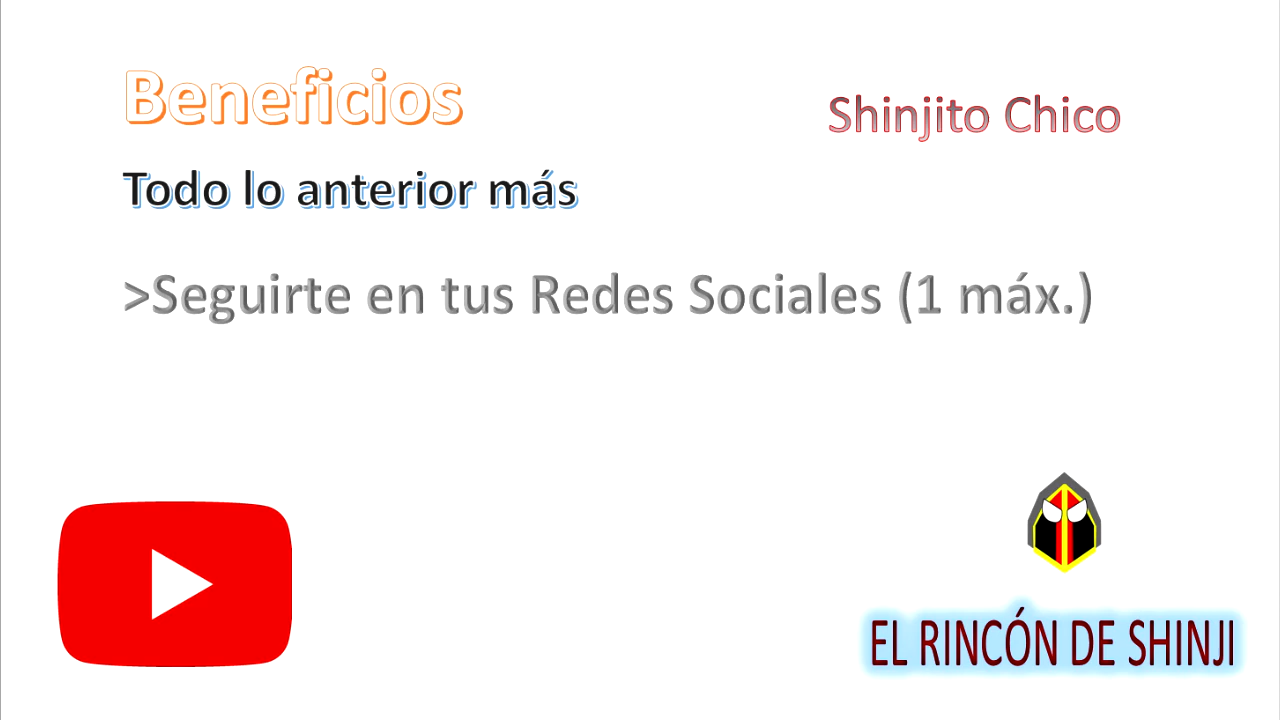 Beneficios
Shinjito Chico
Todo lo anterior más
>Seguirte en tus Redes Sociales (1 máx.)
EL RINCÓN DE SHINJI